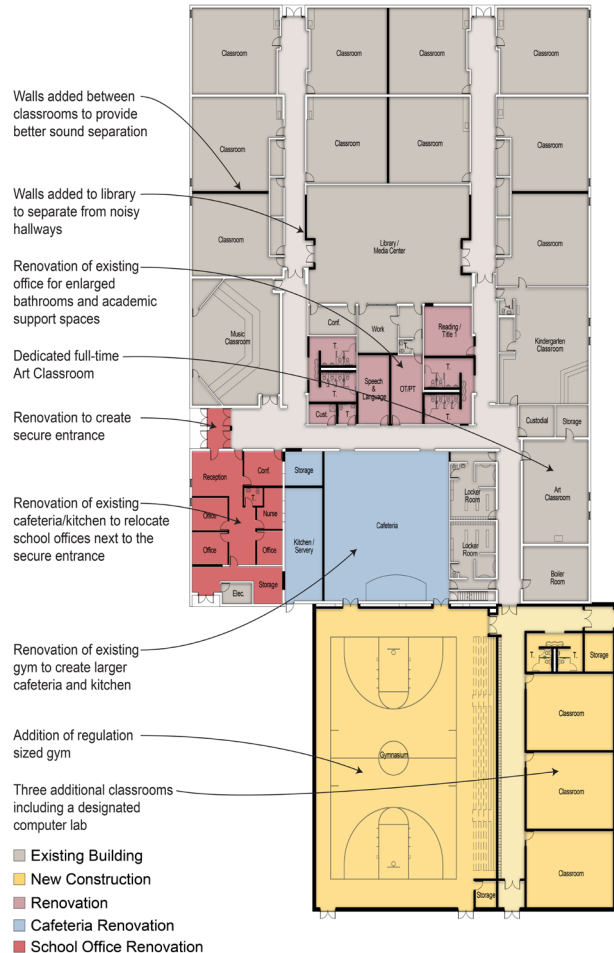 Classroom
Classroom
Classroom
Classroom
Walls added between
classrooms to provide
better sound separation
Classroom
Classroom
Classroom
Classroom
Walls added to library
to separate from noisy
hallways
Classroom
Library /
Media Center
Classroom
Renovation of existing
office for enlarged
bathrooms and academic
support spaces
Music
Classroom
Conf.
Work
Reading /
Title 1
Kindergarten
Classroom
T.
T.
T.
T.
Speech
&
Language
OT/PT
T.
T.
Cust.
T.
Dedicated full-time
Art Classroom
Custodial
Storage
Renovation to create
secure entrance
Reception
Conf.
Storage
Locker
Room
Art
Classroom
Renovation of existing
cafeteria/kitchen to relocate
school offices next to the
secure entrance
T.
Office
Nurse
Office
Office
Kitchen /
Servery
Cafeteria
Locker
Room
Boiler
Room
Elec.
Storage
Renovation of existing
gym to create larger
cafeteria and kitchen
T.
T.
Storage
Classroom
Addition of regulation
sized gym
Gymnasium
Three additional classrooms
including a designated
computer lab
Classroom
Classroom
Storage
Existing Building
New Construction
Renovation
Cafeteria Renovation
School Office Renovation